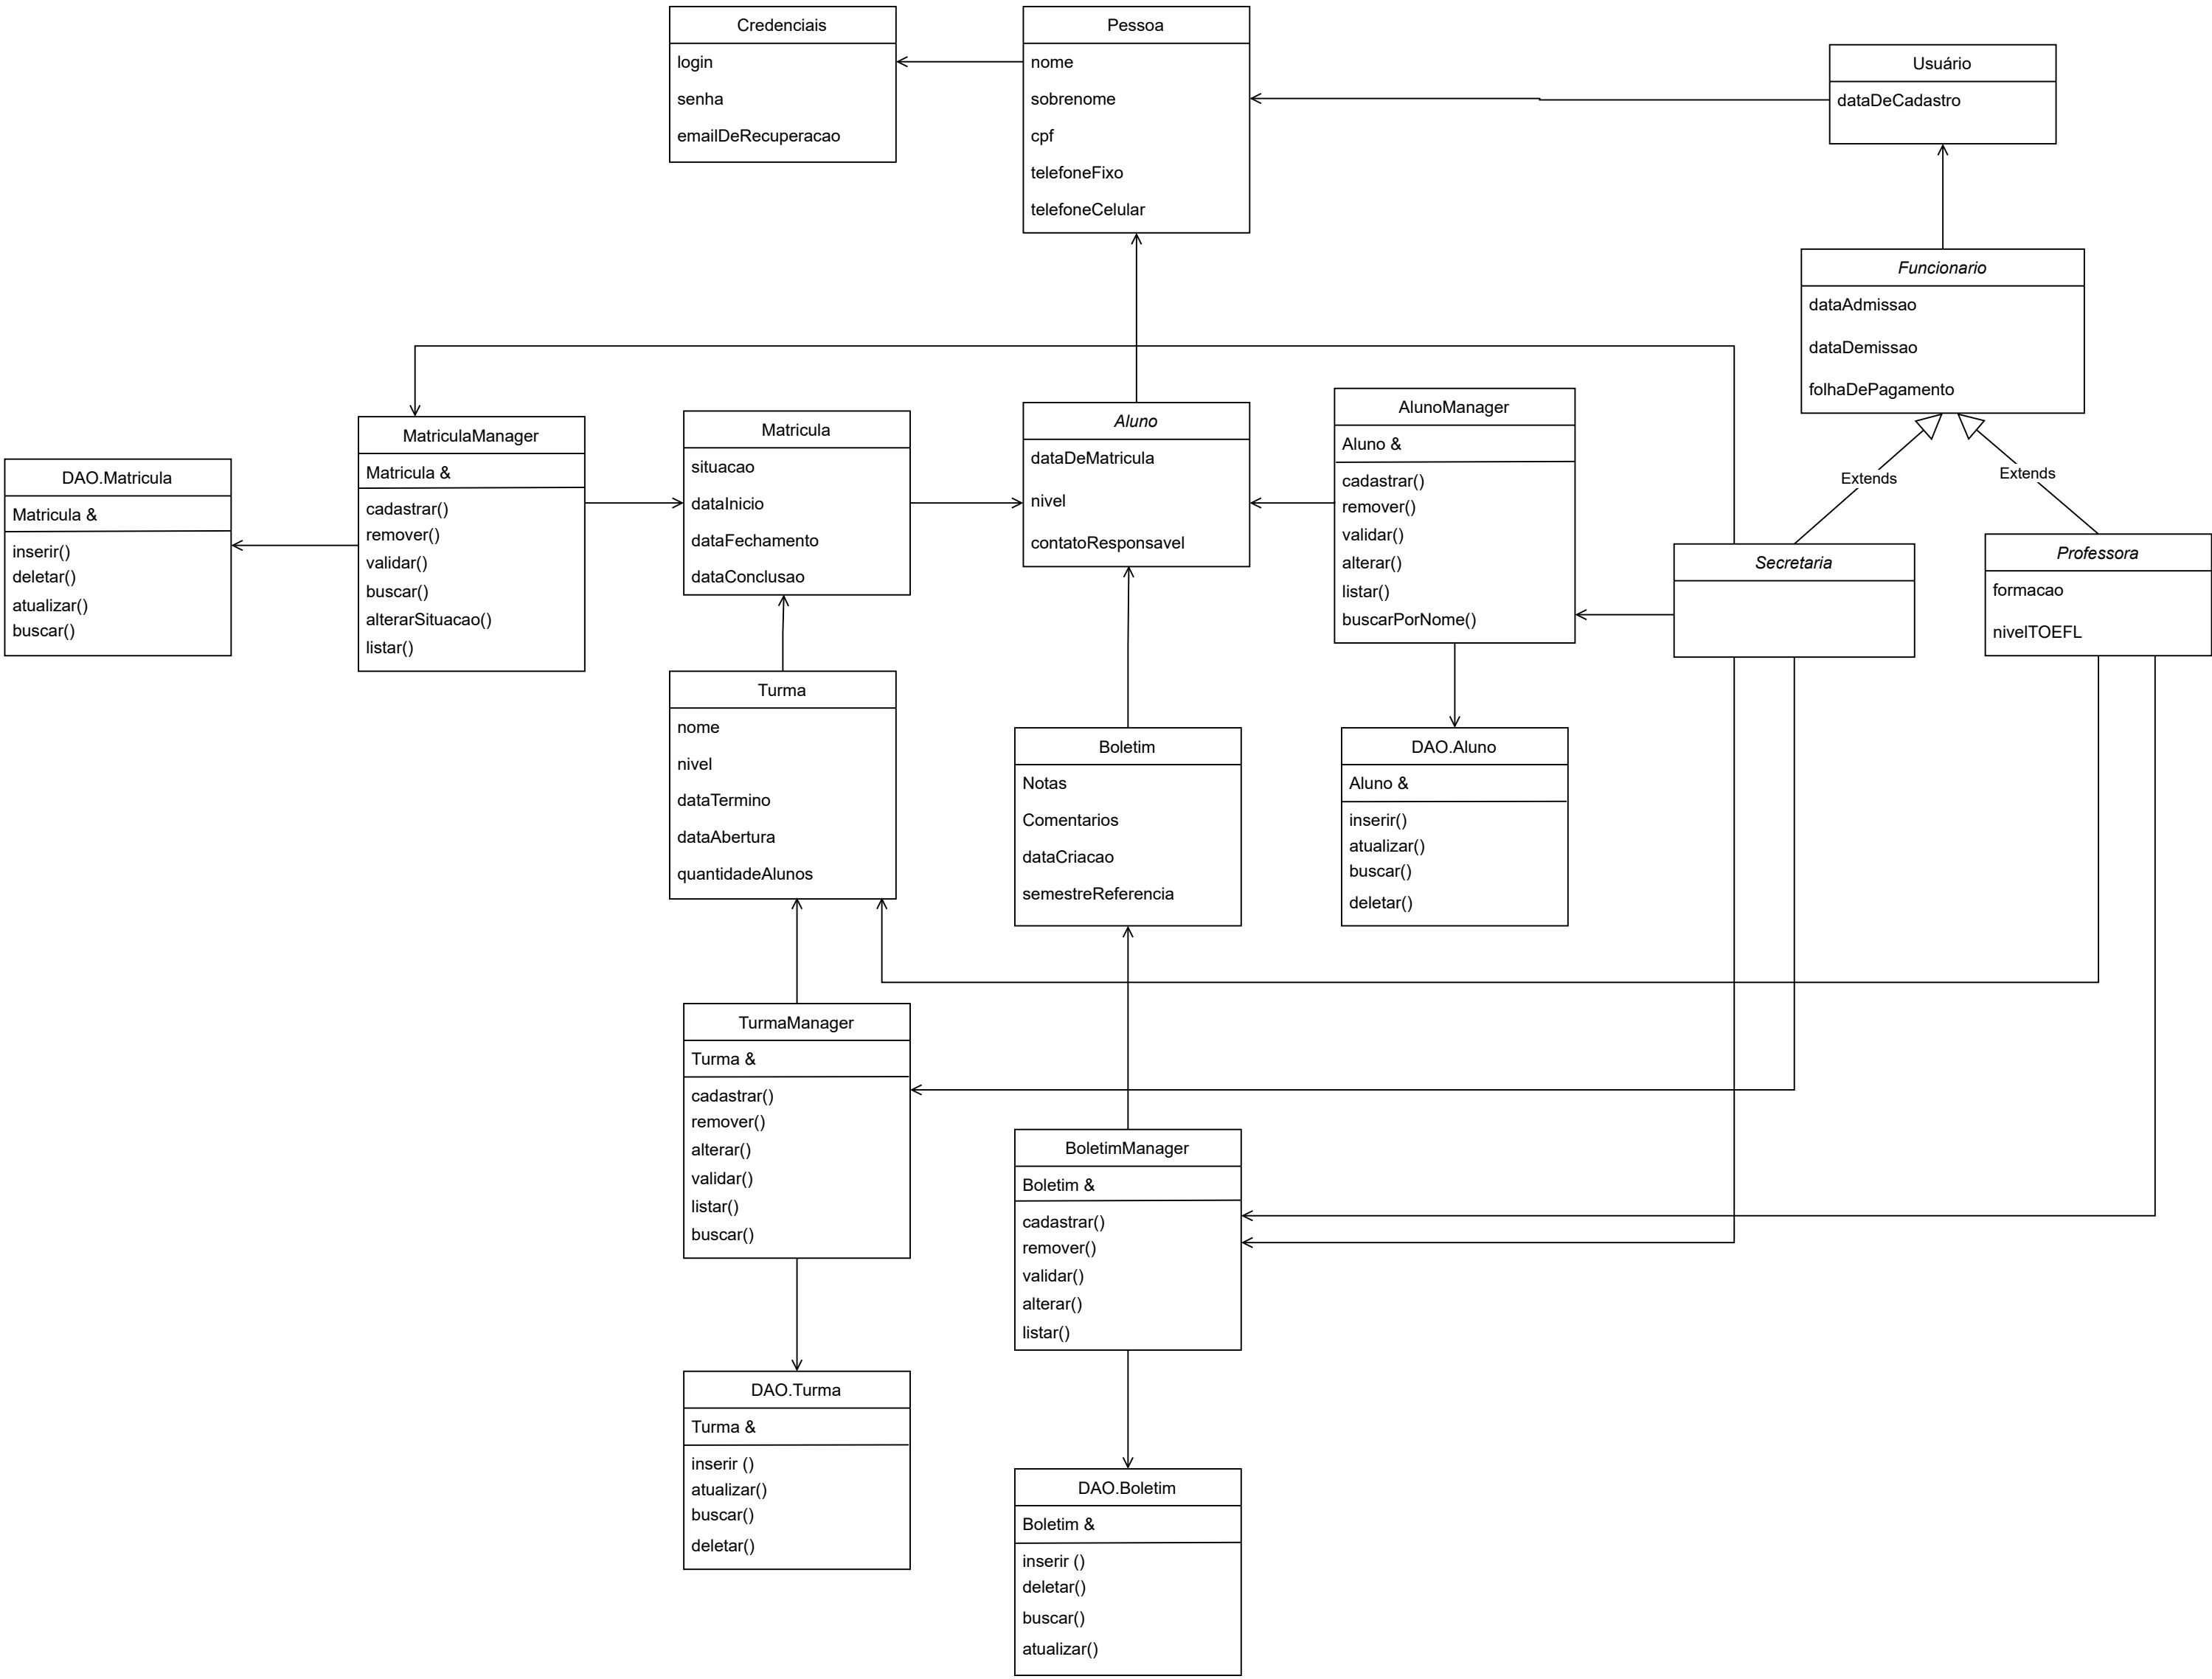 Credenciais
login
senha
emailDeRecuperacao
Pessoa
nome
sobrenome
cpf
telefoneFixo
telefoneCelular
Usuário
dataDeCadastro
Funcionario
dataAdmissao
dataDemissao
folhaDePagamento
DAO.Matricula
Matricula &
inserir()
deletar()
atualizar()
buscar()
MatriculaManager
Matricula &
cadastrar()
remover()
validar()
buscar()
alterarSituacao()
listar()
Matricula
situacao
dataInicio
dataFechamento
dataConclusao
Aluno
dataDeMatricula
nivel
contatoResponsavel
AlunoManager
Aluno &
cadastrar()
remover()
validar()
alterar()
listar()
buscarPorNome()
Extends
Extends
Secretaria
Professora
formacao
nivelTOEFL
Turma
nome
nivel
dataTermino
dataAbertura
quantidadeAlunos
Boletim
Notas
Comentarios
dataCriacao
semestreReferencia
DAO.Aluno
Aluno &
inserir()
atualizar()
buscar()
deletar()
TurmaManager
Turma &
cadastrar()
remover()
alterar()
validar()
listar()
buscar()
BoletimManager
Boletim &
cadastrar()
remover()
validar()
alterar()
listar()
DAO.Turma
Turma &
inserir ()
atualizar()
buscar()
deletar()
DAO.Boletim
Boletim &
inserir ()
deletar()
buscar()
atualizar()